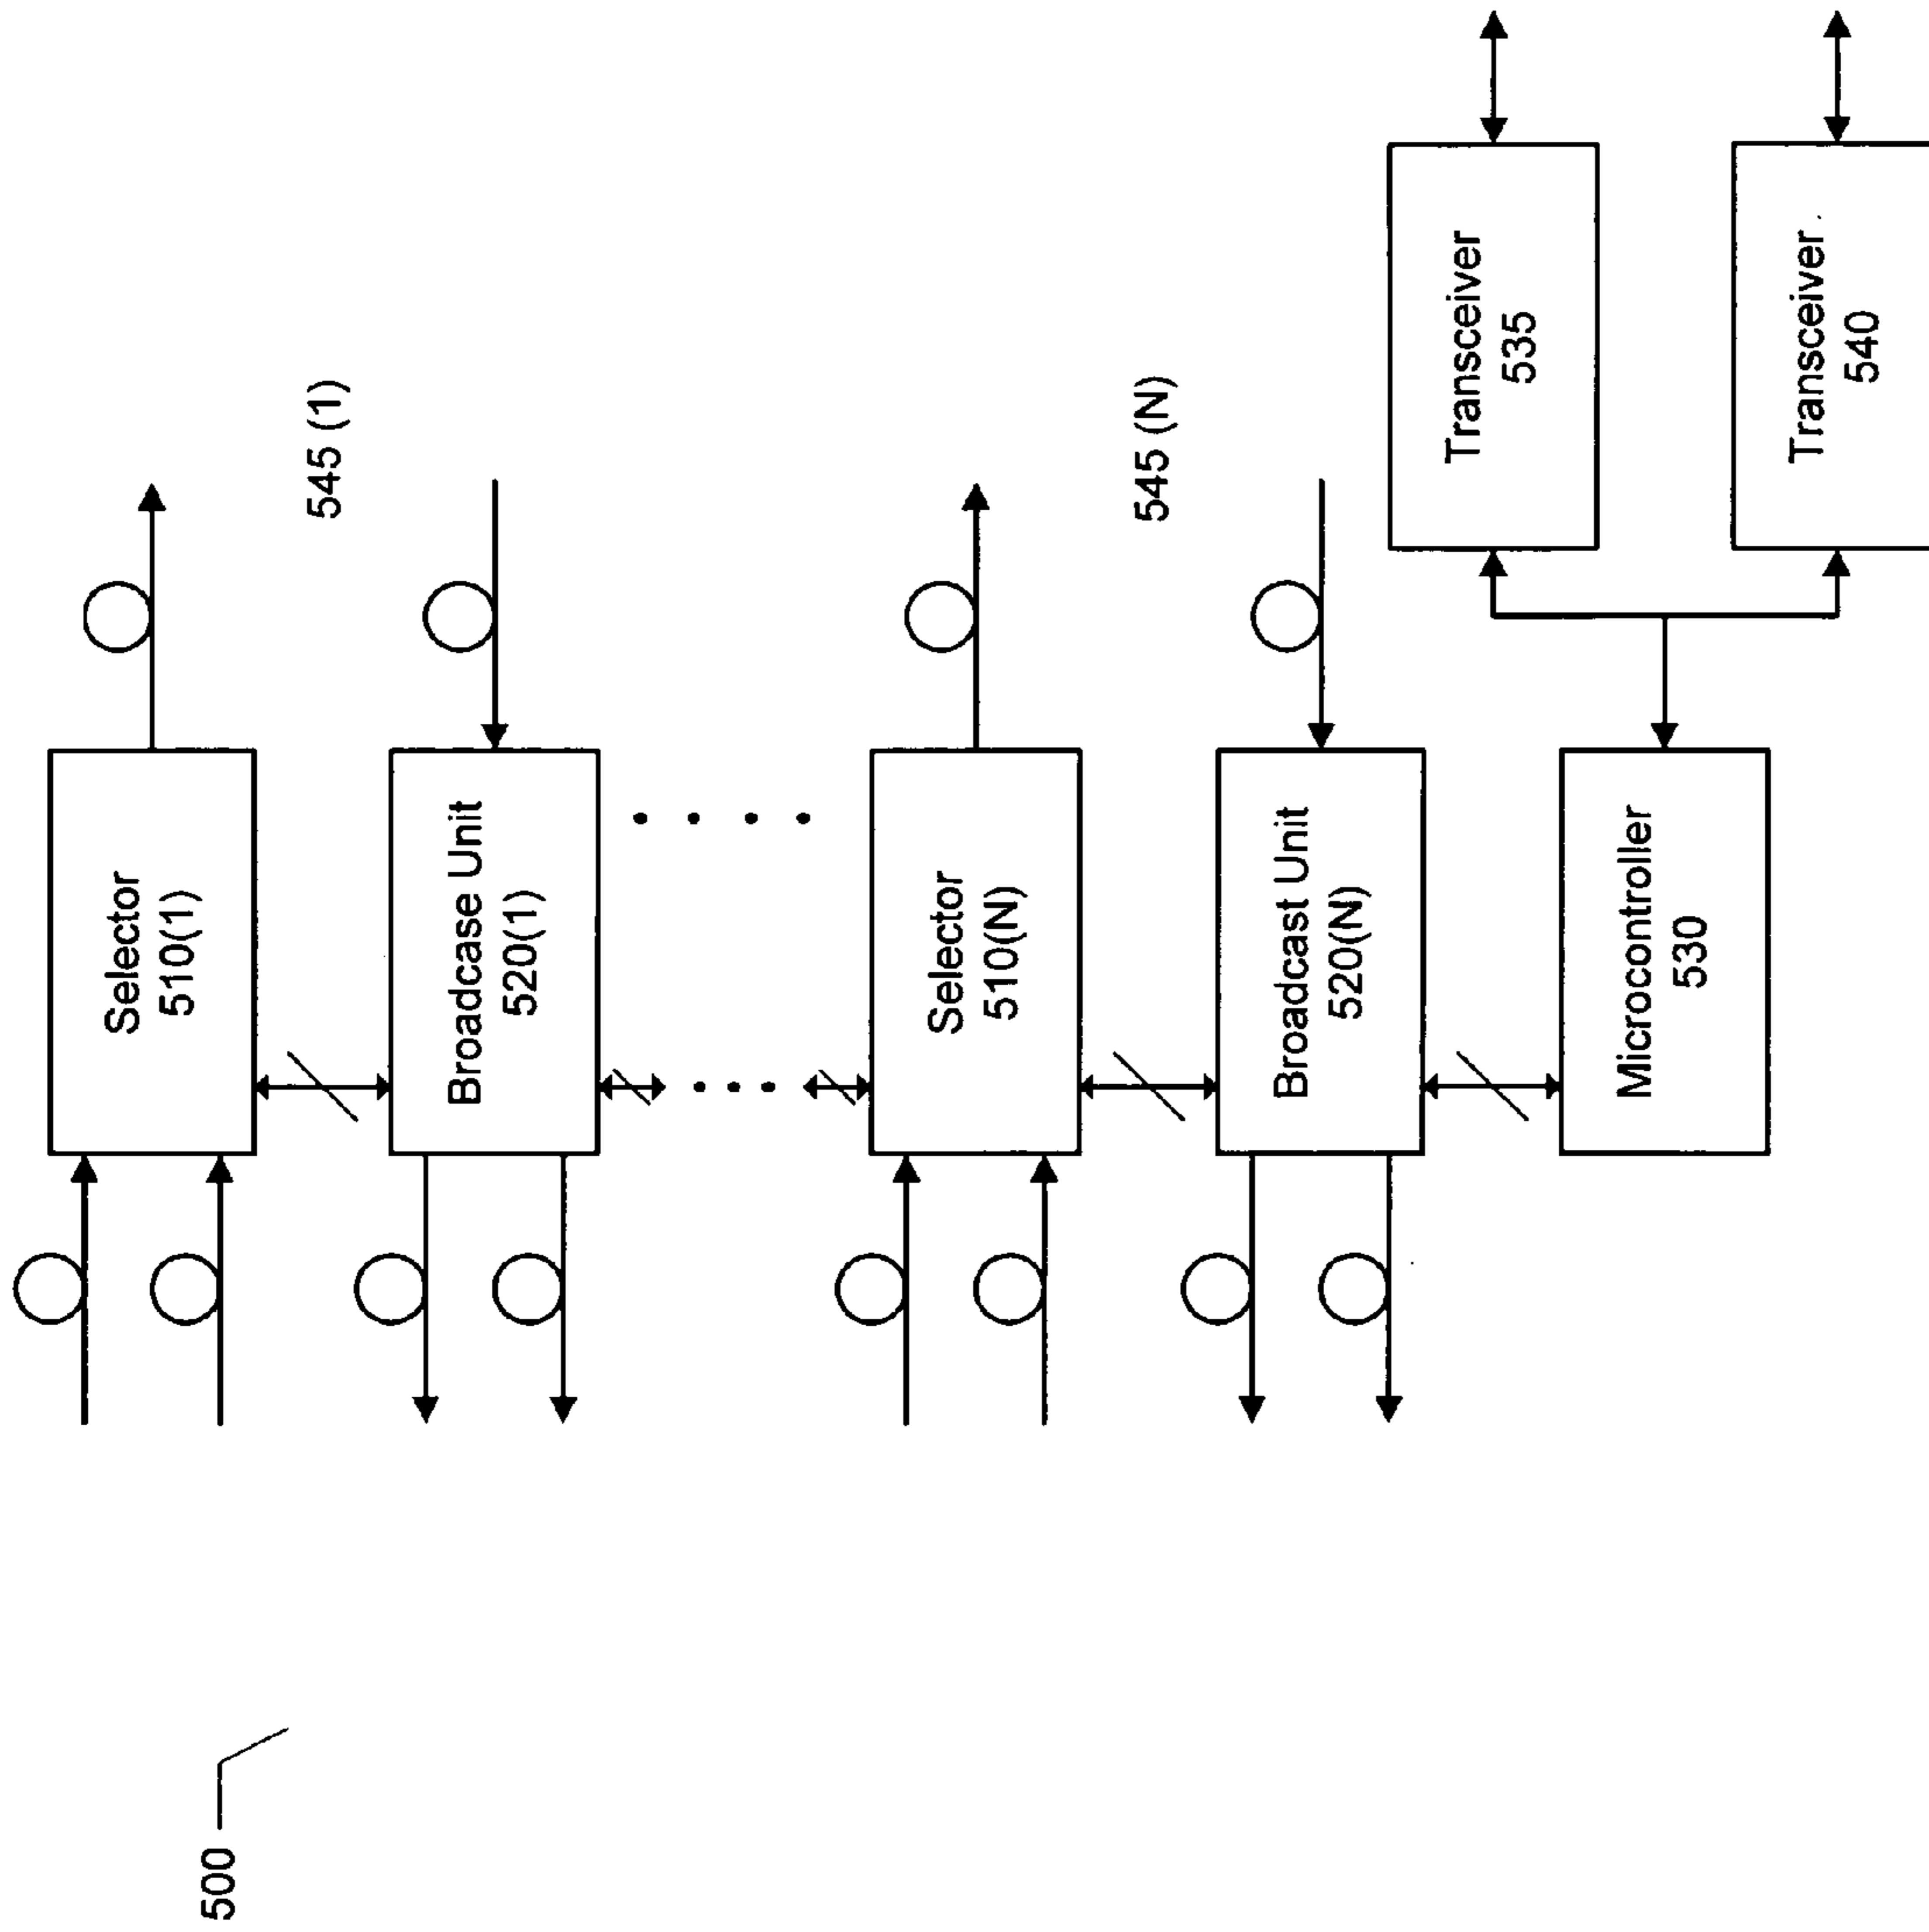 500
Selector
510(1)
545 (1)
Broadcase Unit
520(1)
Selector
510(N)
545 (N)
Broadcast Unit
520(N)
Microcontroller
530
Transceiver
535
Transceiver
540